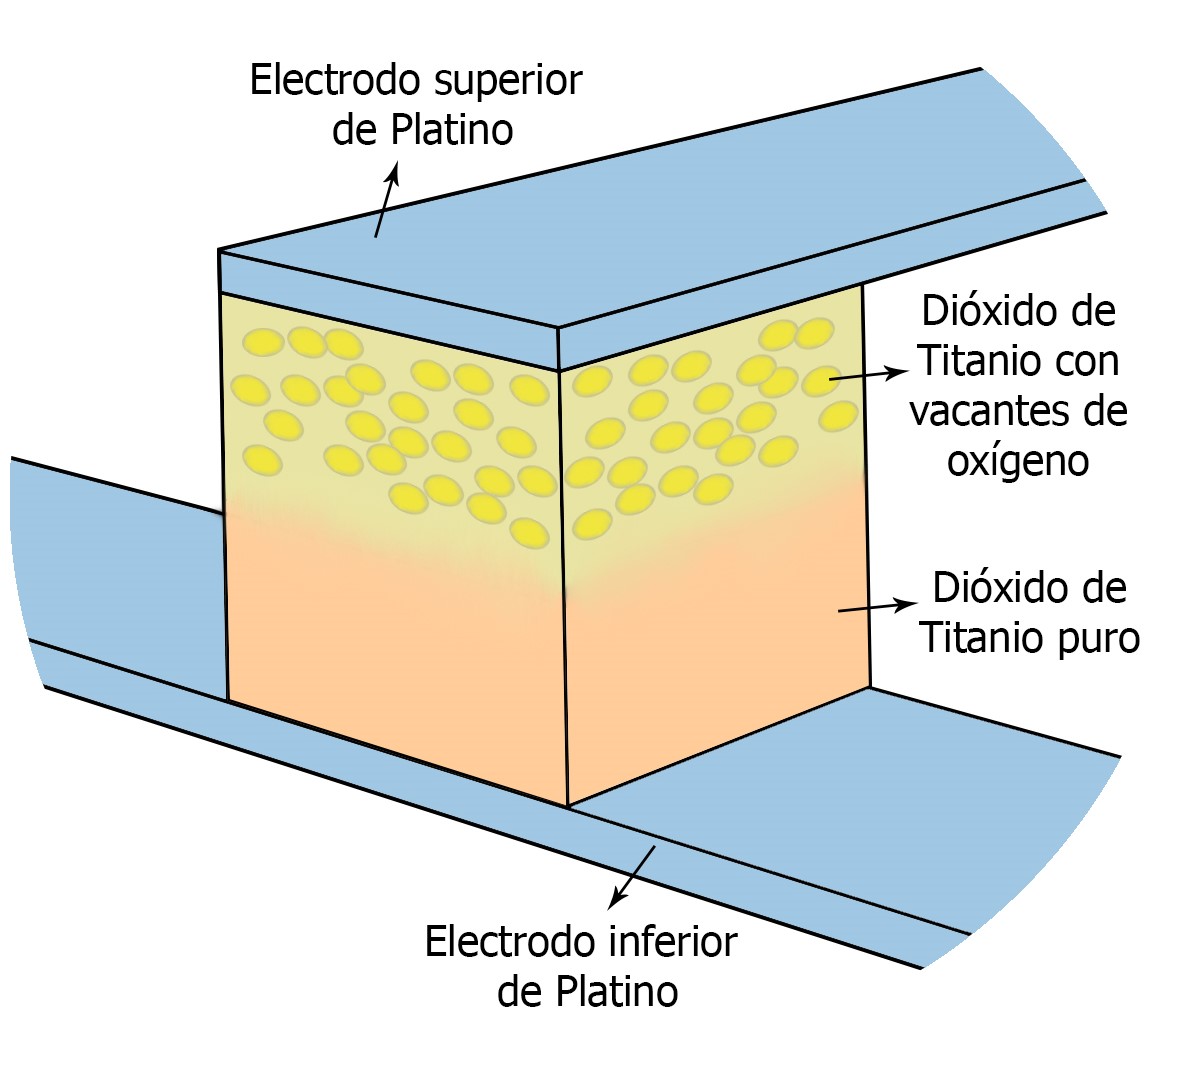 Electrodo superior
de Platino
Dióxido de
Titanio con
vacantes de
oxígeno
Dióxido de
Titanio puro
Electrodo inferior
de Platino